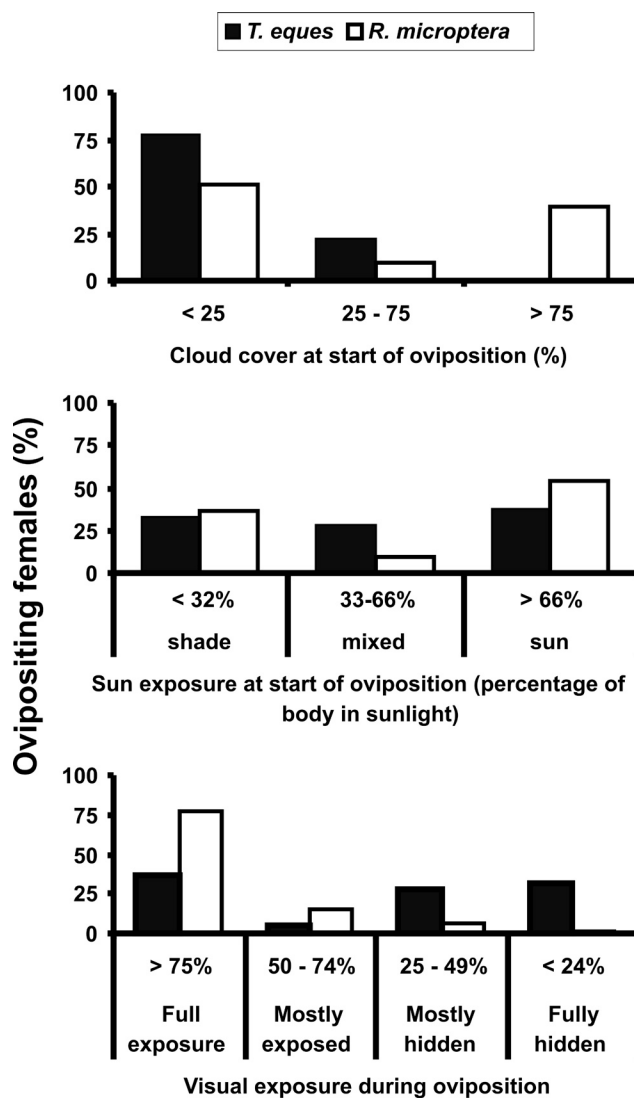 T. eques R. microptera
100
75
50
25
0
< 25 25 - 75 > 75
Cloud cover at start of oviposition (%)
100
75
50
25
0
< 32% 33-66% > 66%
shade mixed sun
Sun exposure at start of oviposition (percentage of
body in sunlight)
Ovipositing females (%)
100
75
50
25
0
> 75% 50 - 74% 25 - 49% < 24%
Full Mostly Mostly Fully
exposure exposed hidden hidden
Visual exposure during oviposition